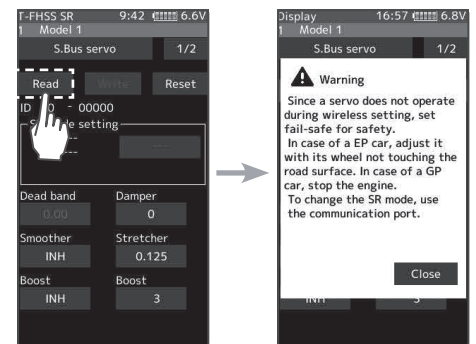 T-FHSS SR 9:42 6.6V
1 Model 1
S.Bus servo 1/2
Read Write Reset
ID - 00000
setting
Dead band Damper
0.00 0
Smoother Stretcher
INH 0.125
Boost Boost
INH 3
Display 16:57 6.8V
1 Model 1
S.Bus servo 1/2
Warning
Since a servo does not operate
during wireless setting, set
fail-safe for safety.
In case of a EP car, adjust it
with its wheel not touching the
road surface. In case of a GP
car, stop the engine.
To change the SR mode, use
the communication port.
Close
INH 3